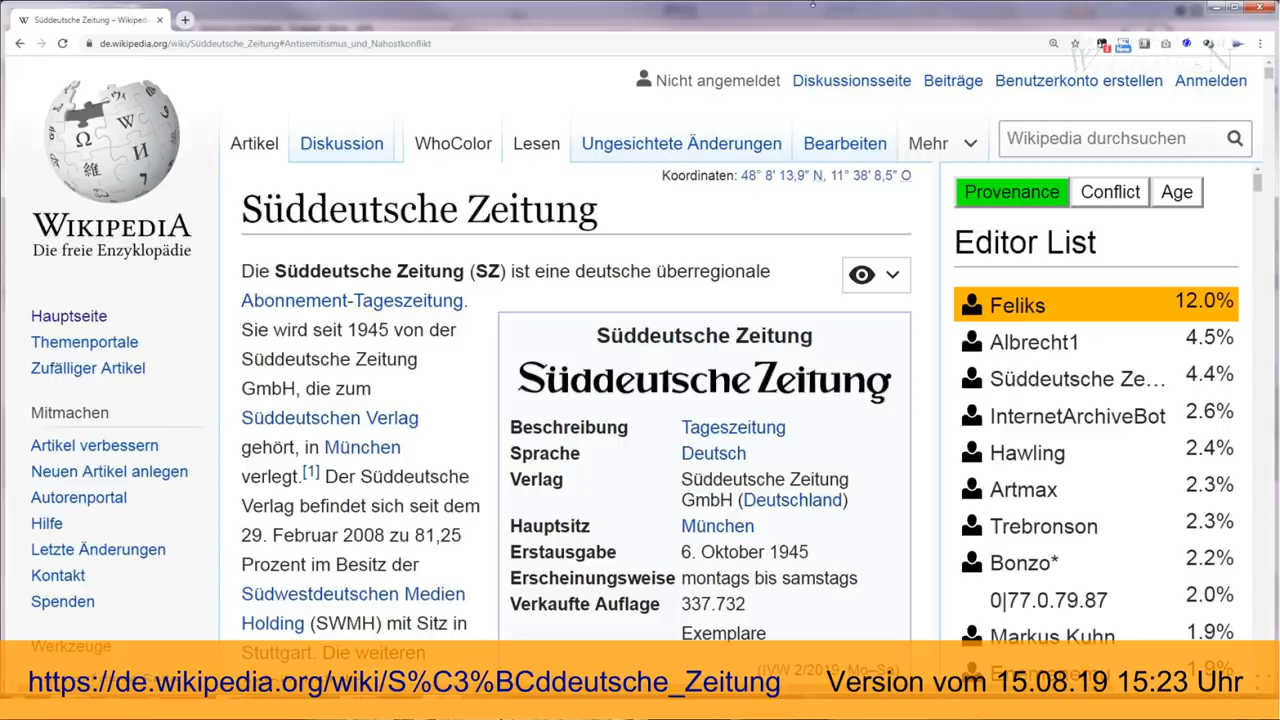 Süddeutsche Zeitung – Wikiped
de.wikipedia.org/wiki/Süddeutsche_Zeitung#Antisemitismus_und_Nahostkonflikt
Nicht angemeldet Diskussionsseite Beiträge Benutzerkonto erstellen Anmelden
Artikel Diskussion WhoColor Lesen Ungesichtete Änderungen Bearbeiten Mehr Wikipedia durchsuchen
Koordinaten: 48° 8′ 13,9″ N, 11° 38′ 8,5″ O
WIKIPEDIA
Die freie Enzyklopädie
Hauptseite
Themenportale
Zufälliger Artikel
Mitmachen
Artikel verbessern
Neuen Artikel anlegen
Autorenportal
Hilfe
Letzte Änderungen
Kontakt
Spenden
Werkzeuge
Süddeutsche Zeitung
Die Süddeutsche Zeitung (SZ) ist eine deutsche überregionale
Abonnement-Tageszeitung.
Sie wird seit 1945 von der
Süddeutsche Zeitung
GmbH, die zum
Süddeutschen Verlag
gehört, in München
verlegt.[1] Der Süddeutsche
Verlag befindet sich seit dem
29. Februar 2008 zu 81,25
Prozent im Besitz der
Südwestdeutschen Medien
Holding (SWMH) mit Sitz in
Stuttgart. Die weiteren
Süddeutsche Zeitung
Süddeutsche Zeitung
Beschreibung Tageszeitung
Sprache Deutsch
Verlag Süddeutsche Zeitung
GmbH (Deutschland)
Hauptsitz München
Erstausgabe 6. Oktober 1945
Erscheinungsweise montags bis samstags
Verkaufte Auflage 337.732
Exemplare
(IVW 2/2019, Mo–Sa)
Provenance Conflict Age
Editor List
Feliks 12.0%
Albrecht1 4.5%
Süddeutsche Ze… 4.4%
InternetArchiveBot 2.6%
Hawling 2.4%
Artmax 2.3%
Trebronson 2.3%
Bonzo* 2.2%
0|77.0.79.87 2.0%
Markus Kuhn 1.9%
1.9%
https://de.wikipedia.org/wiki/S%C3%BCddeutsche_Zeitung Version vom 15.08.19 15:23 Uhr